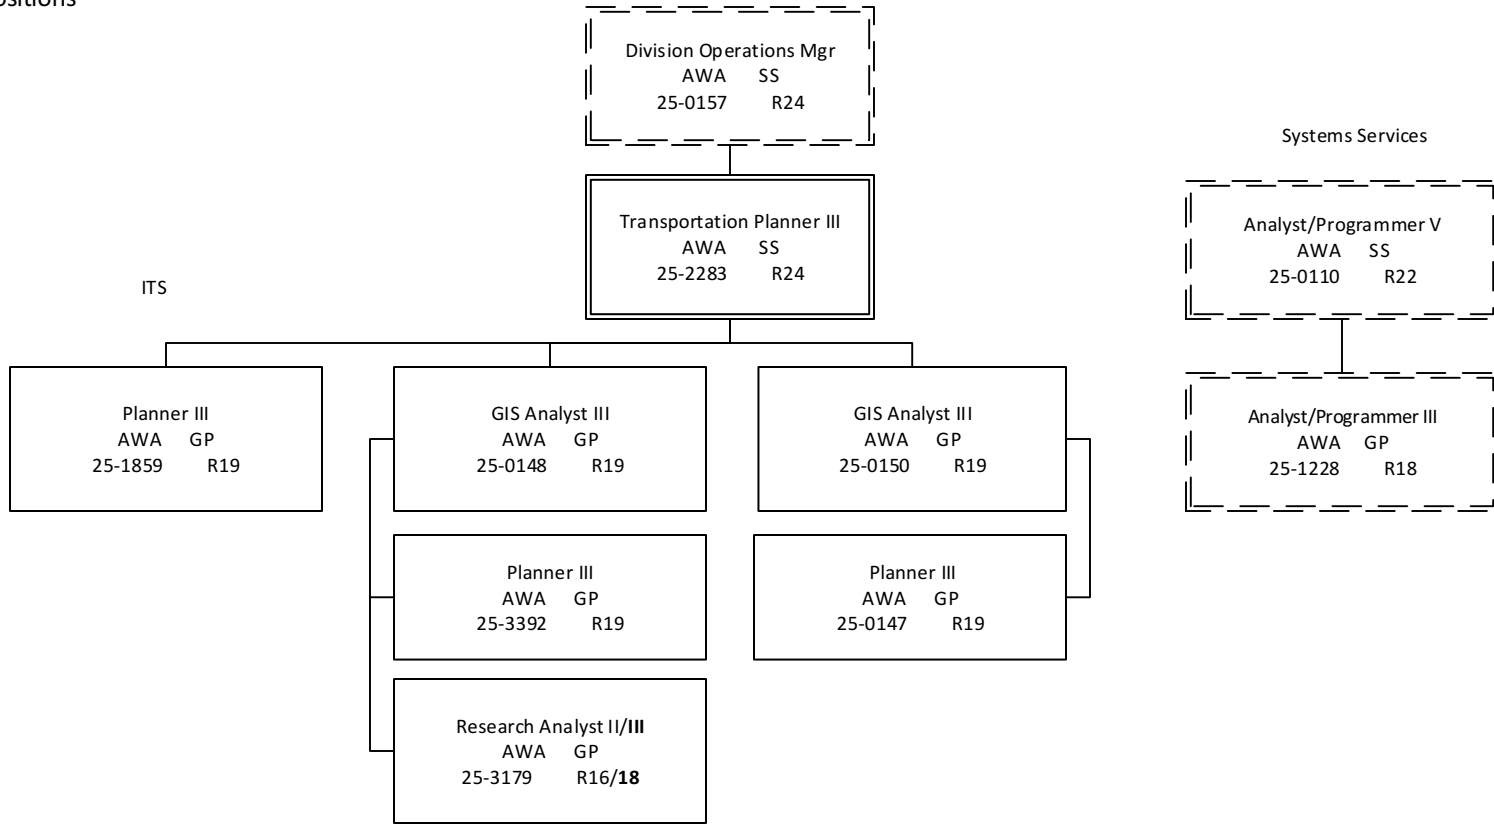 Division Operations Mgr
AWA SS
25-0157 R24
Systems Services
Transportation Planner III
AWA SS
25-2283 R24
Analyst/Programmer V
AWA SS
25-0110 R22
ITS
Planner III
AWA GP
25-1859 R19
GIS Analyst III
AWA GP
25-0148 R19
GIS Analyst III
AWA GP
25-0150 R19
Analyst/Programmer III
AWA GP
25-1228 R18
Planner III
AWA GP
25-3392 R19
Planner III
AWA GP
25-0147 R19
Research Analyst II/III
AWA GP
25-3179 R16/18